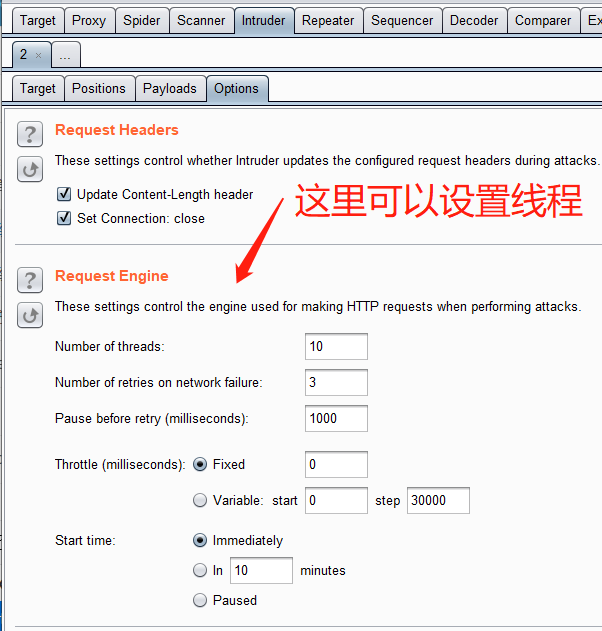 Target Proxy Spider Scanner Intruder Repeater Sequencer Decoder Comparer Ex
2 × ...
Target Positions Payloads Options
? Request Headers
These settings control whether Intruder updates the configured request headers during attacks.
Update Content-Length header
Set Connection: close
这里可以设置线程
? Request Engine
These settings control the engine used for making HTTP requests when performing attacks.
Number of threads: 10
Number of retries on network failure: 3
Pause before retry (milliseconds): 1000
Throttle (milliseconds): Fixed 0
Variable: start 0 step 30000
Start time: Immediately
In 10 minutes
Paused